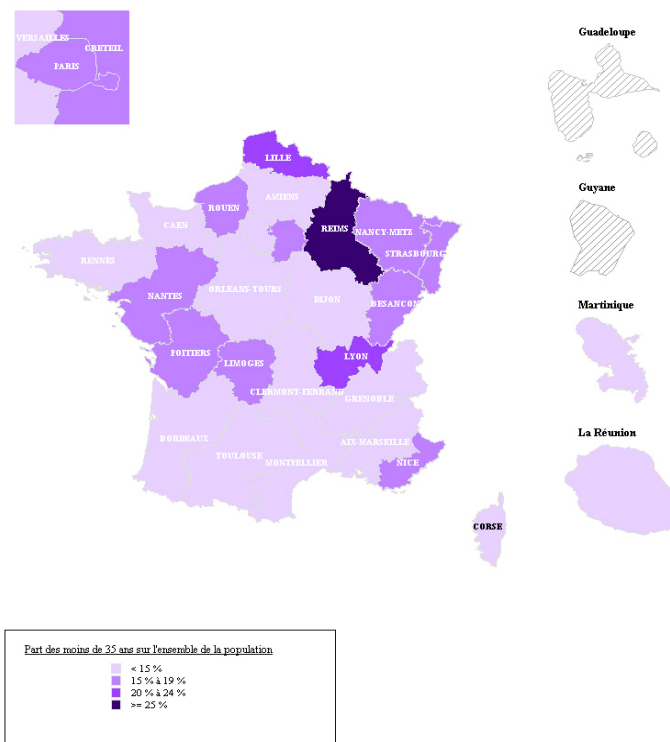 VERSAILLES
CRETEIL
PARIS
Guadeloupe
LILLE
Guyane
AMIENS
ROUEN
CAEN
REIMS
NANCY-METZ
STRASBOURG
RENNES
ORLEANS-TOURS
NANTES
DIJON
BESANCON
Martinique
POITIERS
LIMOGES
LYON
CLERMONT-FERRAND
GRENOBLE
La Réunion
BORDEAUX
AIX-MARSEILLE
TOULOUSE
MONTPELLIER
NICE
CORSE
Part des moins de 35 ans sur l'ensemble de la population
< 15 %
15 % à 19 %
20 % à 24 %
>= 25 %